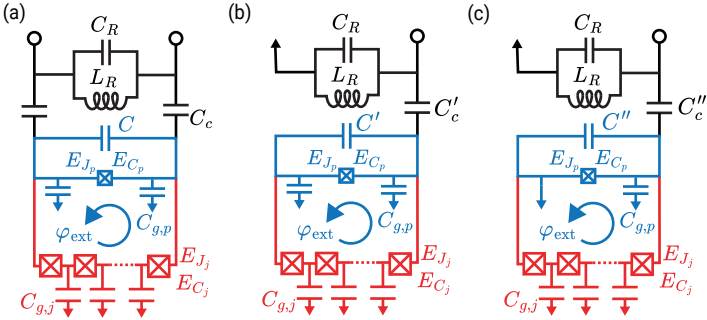 (a)
C_R
L_R
C_c
C
E_{J_p} E_{C_p}
C_{g,p}
φ_ext
E_{J_j}
E_{C_j}
C_{g,j}
(b)
C_R
L_R
C'_c
C'
E_{J_p} E_{C_p}
C_{g,p}
φ_ext
E_{J_j}
E_{C_j}
C_{g,j}
(c)
C_R
L_R
C''_c
C''
E_{J_p} E_{C_p}
C_{g,p}
φ_ext
E_{J_j}
E_{C_j}
C_{g,j}